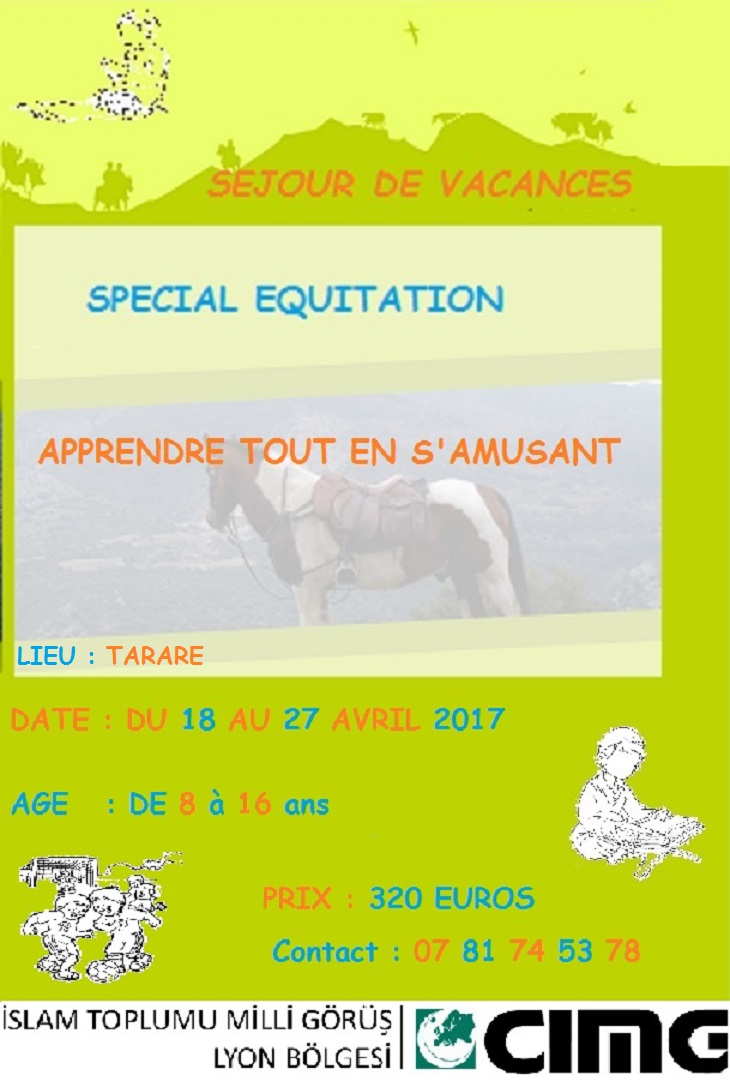 SEJOUR DE VACANCES
SPECIAL EQUITATION
APPRENDRE TOUT EN S'AMUSANT
LIEU : TARARE
DATE : DU 18 AU 27 AVRIL 2017
AGE : DE 8 à 16 ans
PRIX : 320 EUROS
Contact : 07 81 74 53 78
İSLAM TOPLUMU MİLLİ GÖRÜŞ
LYON BÖLGESİ
CIMG